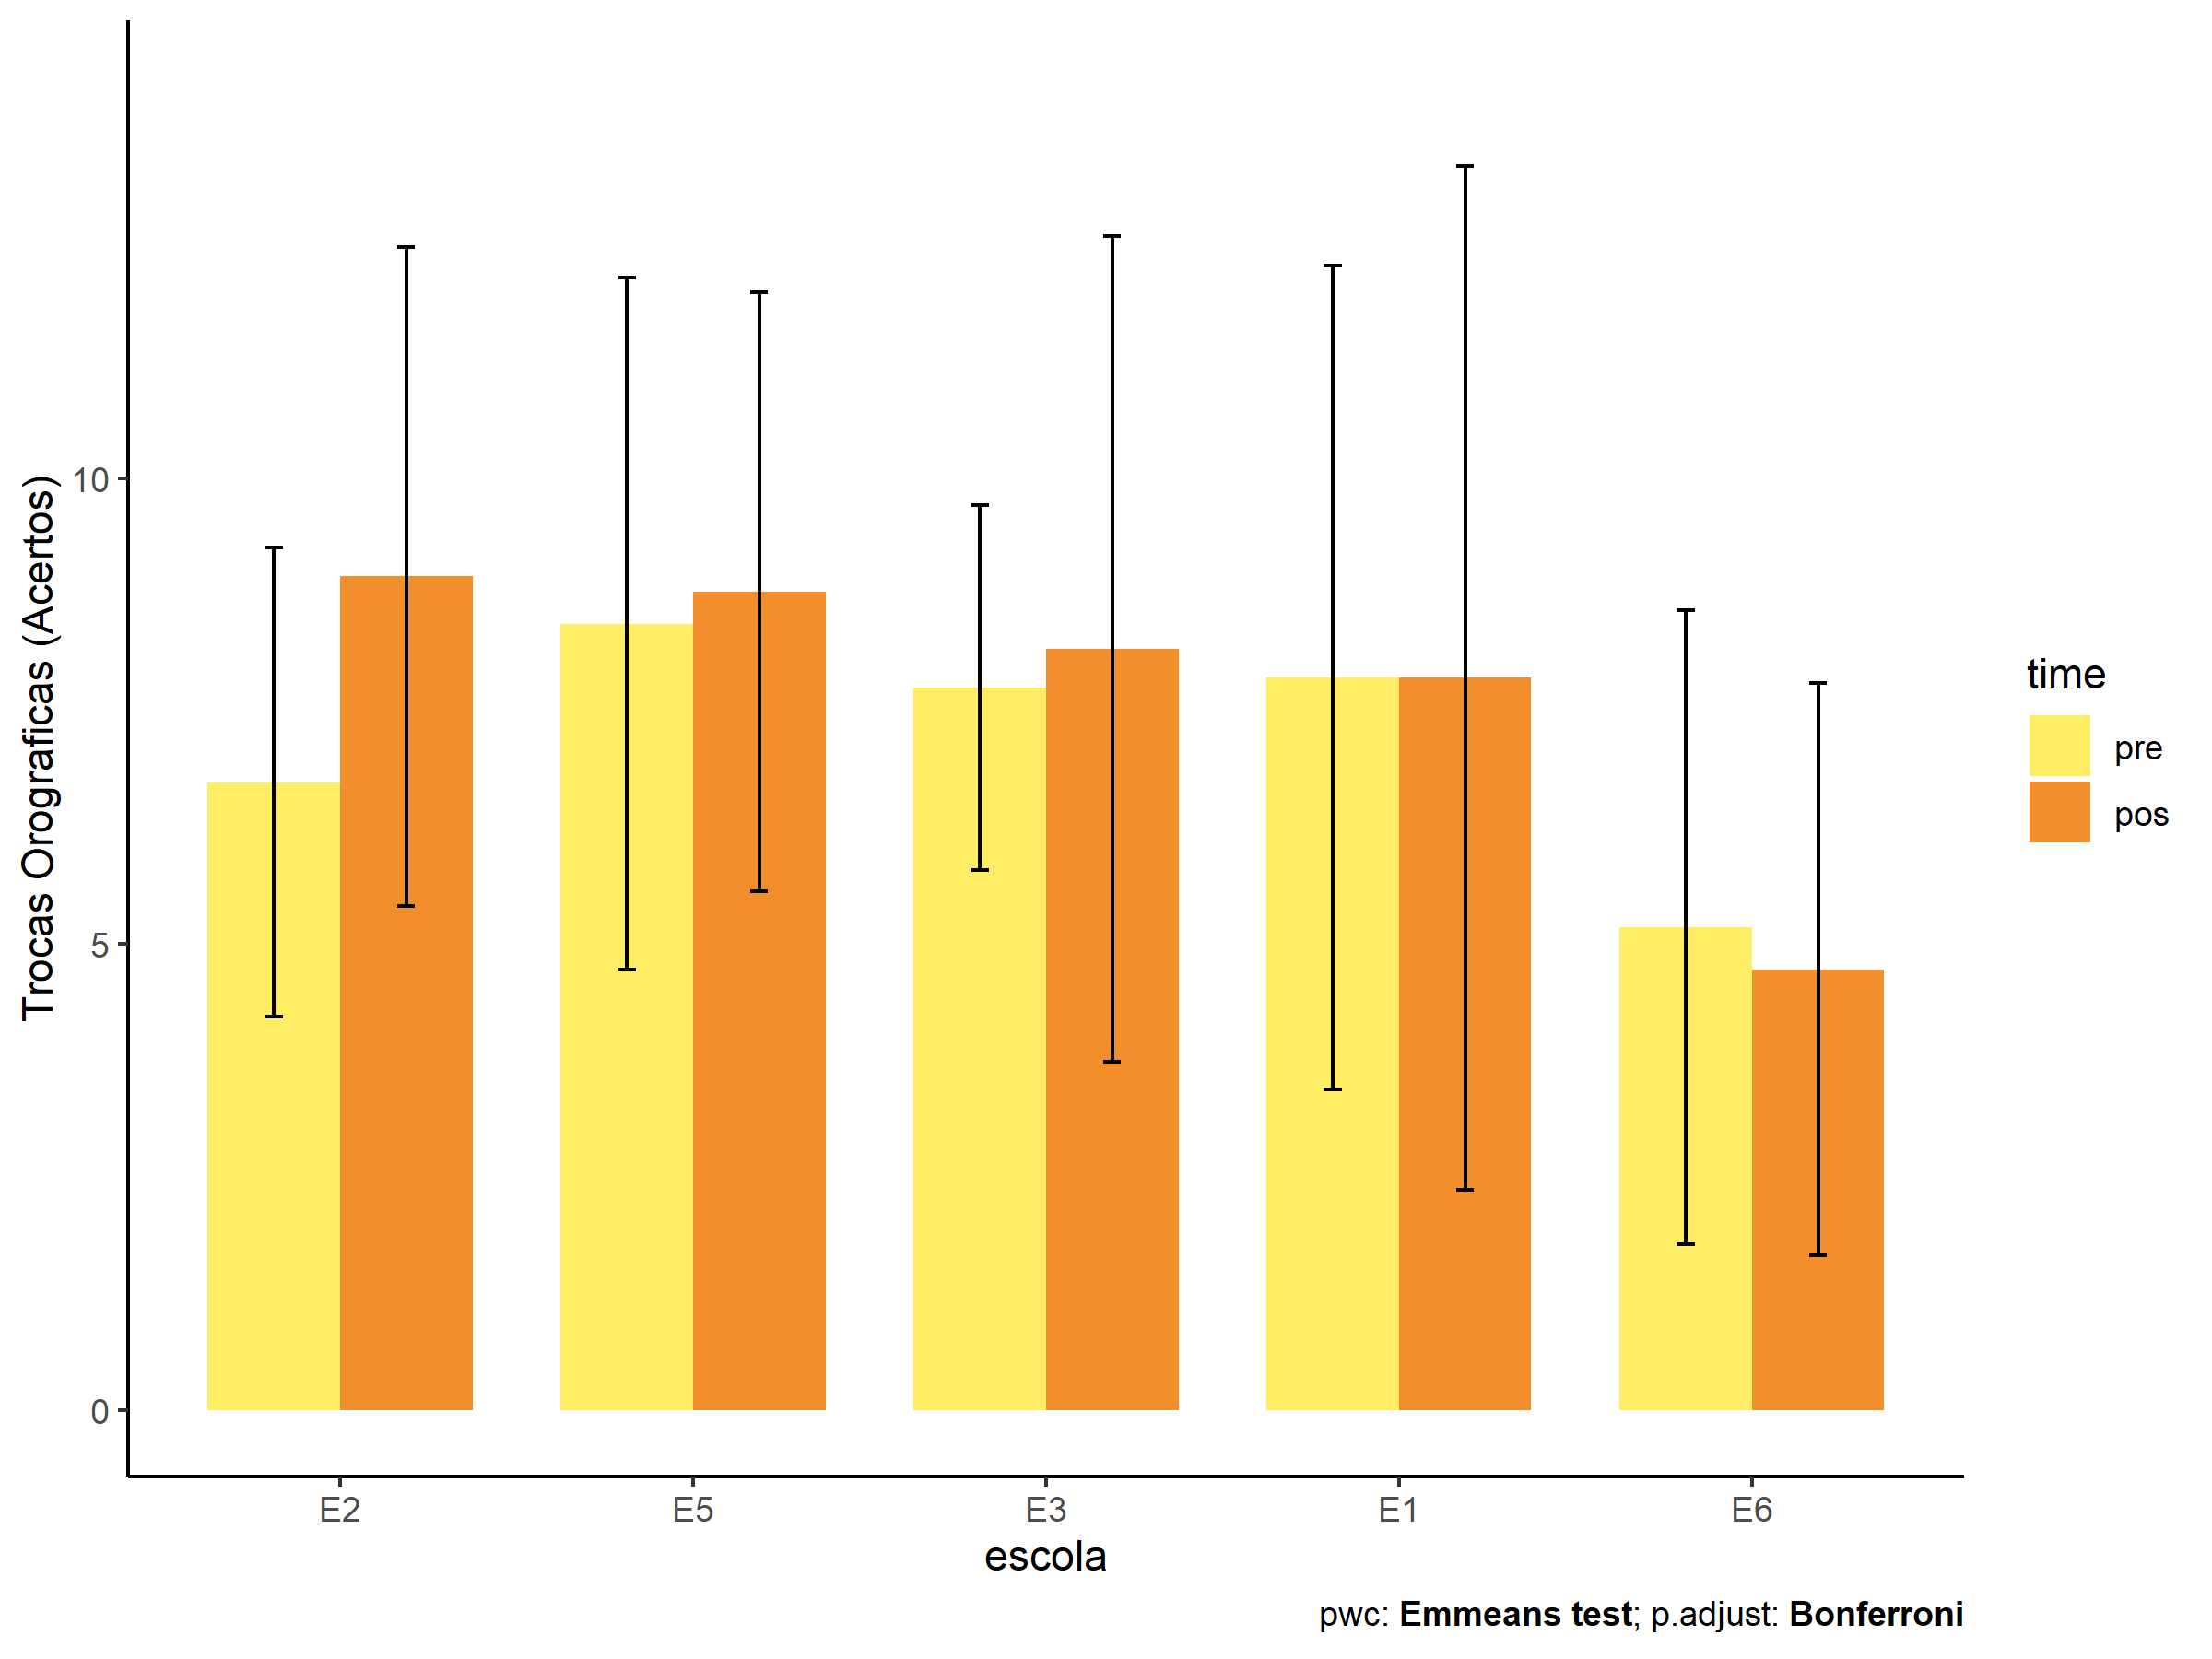 Trocas Orograficas (Acertos)
10
5
0
E2 E5 E3 E1 E6
escola
time
pre
pos
pwc: Emmeans test; p.adjust: Bonferroni